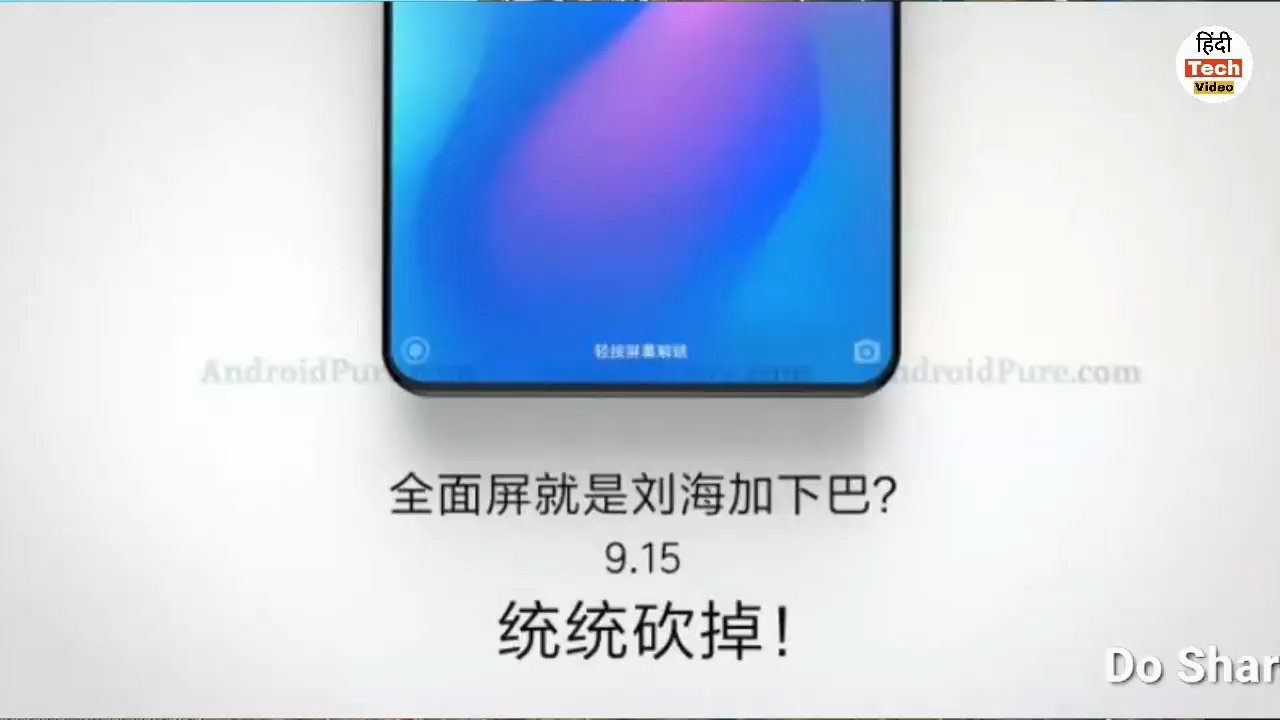 हिंदी
Tech
Video
轻按屏幕解锁
AndroidPure.com
ndroidPure.com
全面屏就是刘海加下巴?
9.15
统统砍掉!
Do Shar